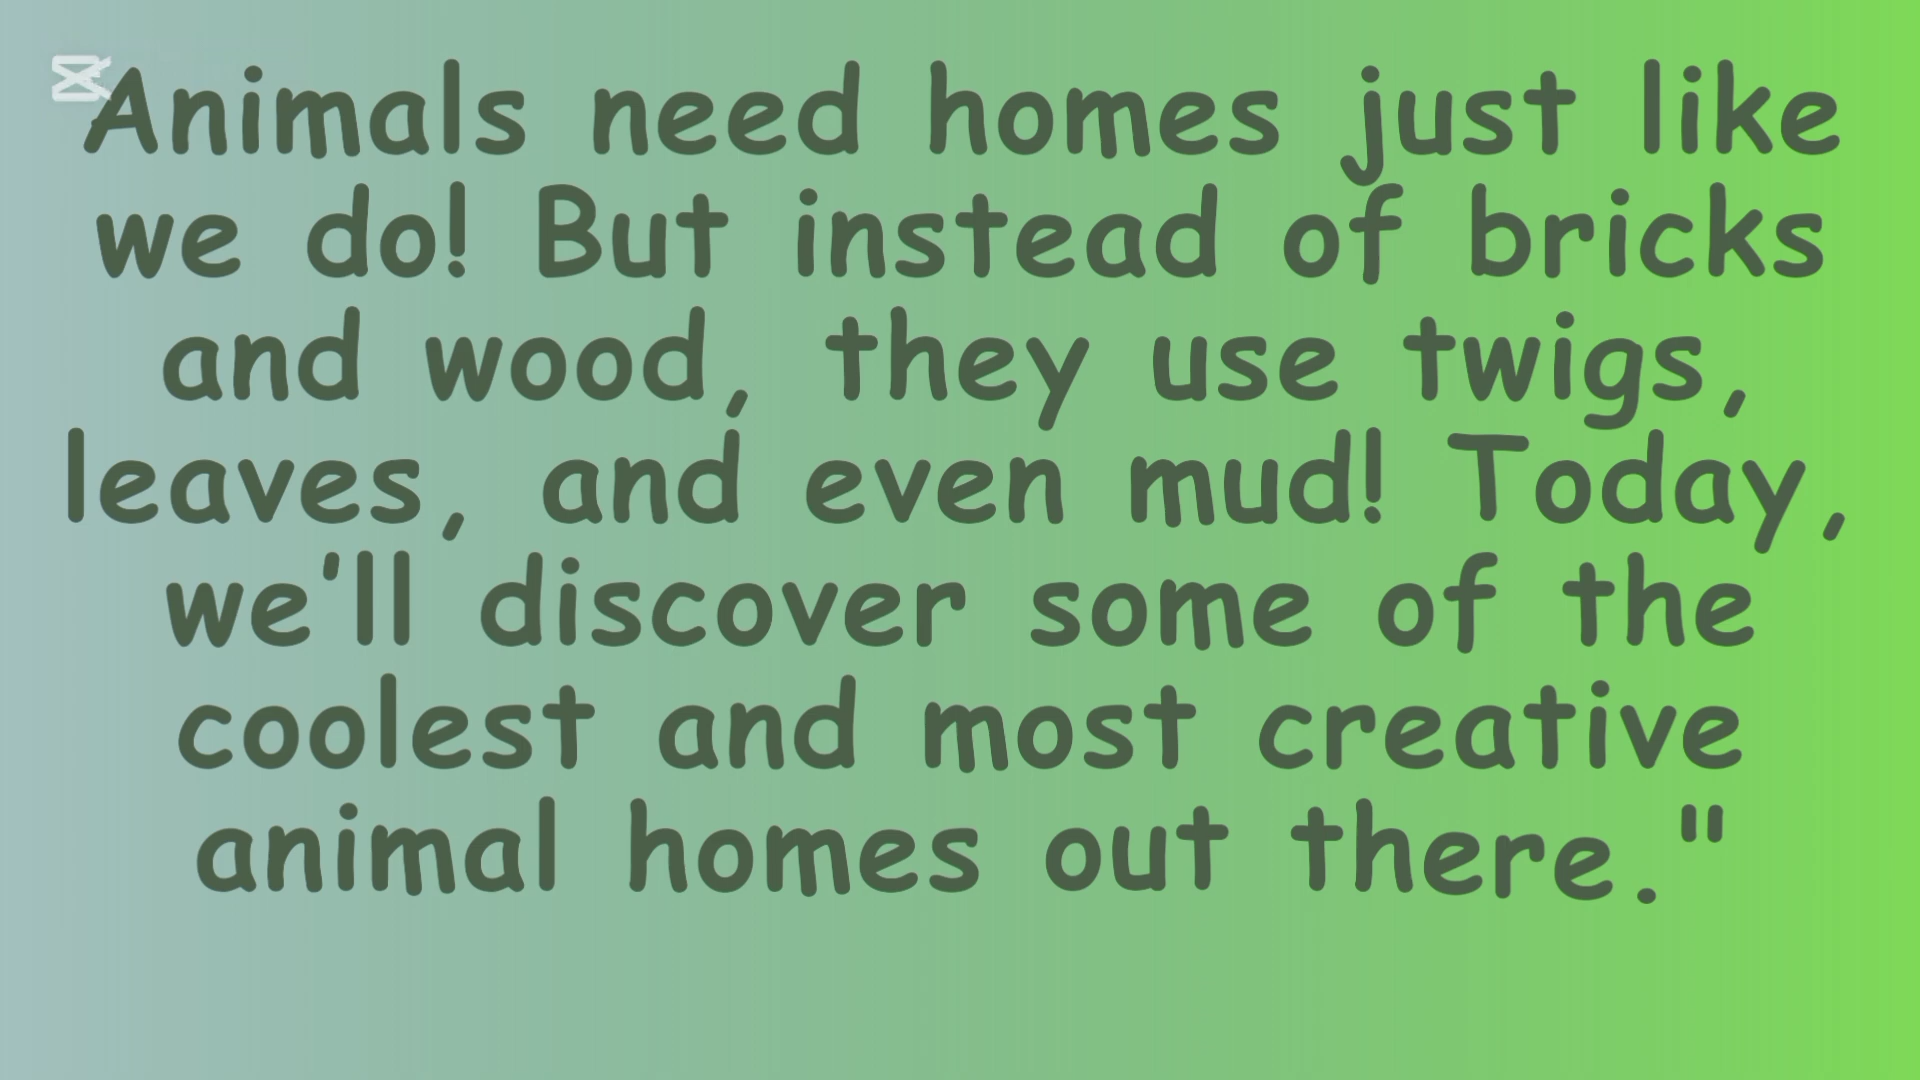 Animals need homes just like
we do! But instead of bricks
and wood, they use twigs,
leaves, and even mud! Today,
we'll discover some of the
coolest and most creative
animal homes out there."